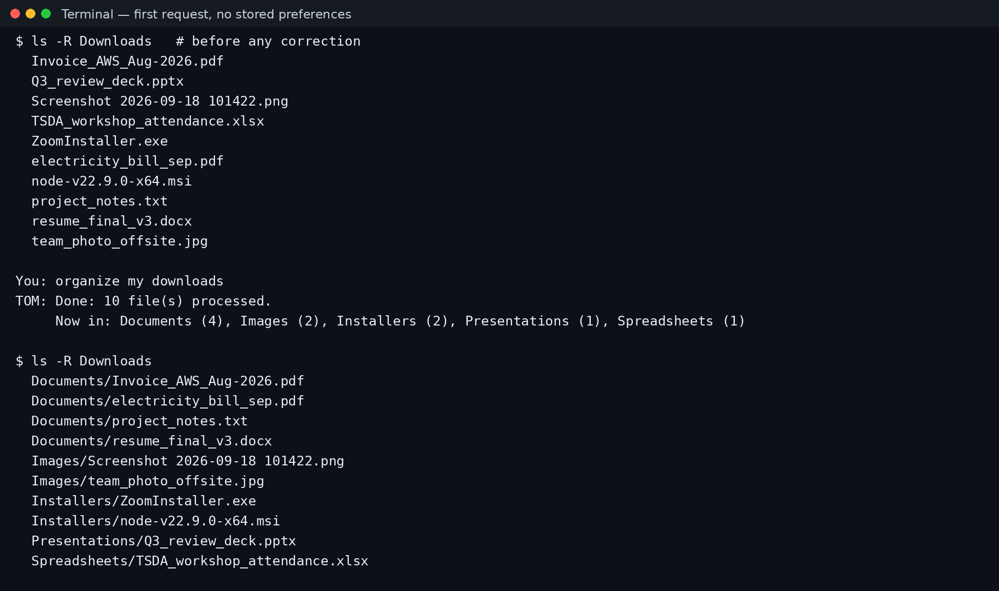 Terminal — first request, no stored preferences
$ ls -R Downloads   # before any correction
  Invoice_AWS_Aug-2026.pdf
  Q3_review_deck.pptx
  Screenshot 2026-09-18 101422.png
  TSDA_workshop_attendance.xlsx
  ZoomInstaller.exe
  electricity_bill_sep.pdf
  node-v22.9.0-x64.msi
  project_notes.txt
  resume_final_v3.docx
  team_photo_offsite.jpg

You: organize my downloads
TOM: Done: 10 file(s) processed.
     Now in: Documents (4), Images (2), Installers (2), Presentations (1), Spreadsheets (1)

$ ls -R Downloads
  Documents/Invoice_AWS_Aug-2026.pdf
  Documents/electricity_bill_sep.pdf
  Documents/project_notes.txt
  Documents/resume_final_v3.docx
  Images/Screenshot 2026-09-18 101422.png
  Images/team_photo_offsite.jpg
  Installers/ZoomInstaller.exe
  Installers/node-v22.9.0-x64.msi
  Presentations/Q3_review_deck.pptx
  Spreadsheets/TSDA_workshop_attendance.xlsx